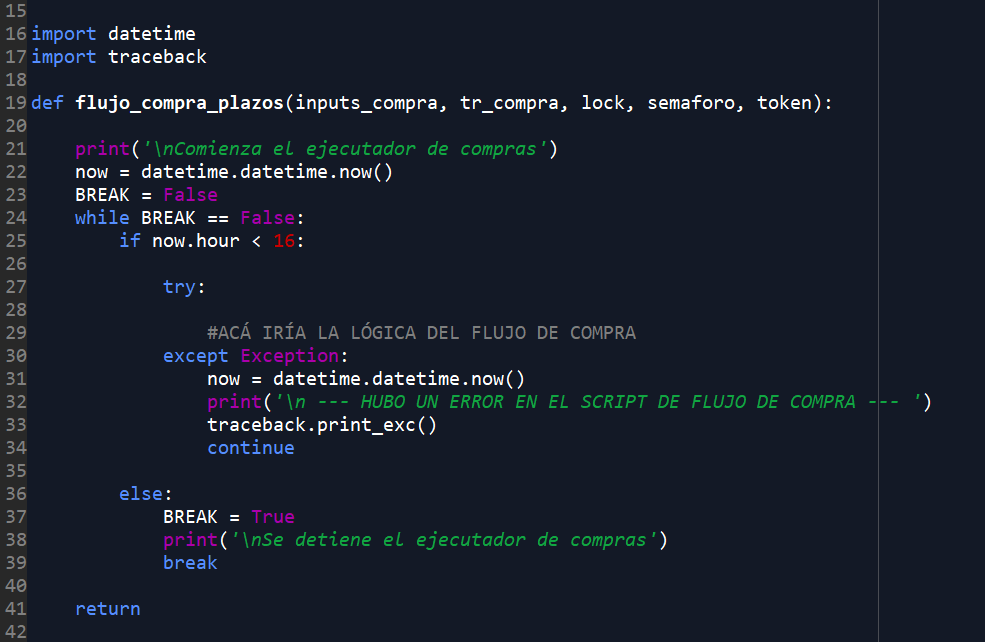 15
16 import datetime
17 import traceback
18
19 def flujo_compra_plazos(inputs_compra, tr_compra, lock, semaforo, token):
20
21     print('\nComienza el ejecutador de compras')
22     now = datetime.datetime.now()
23     BREAK = False
24     while BREAK == False:
25         if now.hour < 16:
26
27             try:
28
29                 #ACÁ IRÍA LA LÓGICA DEL FLUJO DE COMPRA
30             except Exception:
31                 now = datetime.datetime.now()
32                 print('\n --- HUBO UN ERROR EN EL SCRIPT DE FLUJO DE COMPRA --- ')
33                 traceback.print_exc()
34                 continue
35
36         else:
37             BREAK = True
38             print('\nSe detiene el ejecutador de compras')
39             break
40
41     return
42